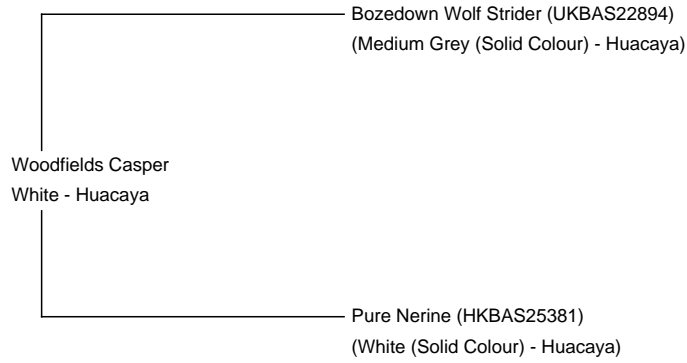 Bozedown Wolf Strider (UKBAS22894)
(Medium Grey (Solid Colour) - Huacaya)
Woodfields Casper
White - Huacaya
Pure Nerine (HKBAS25381)
(White (Solid Colour) - Huacaya)